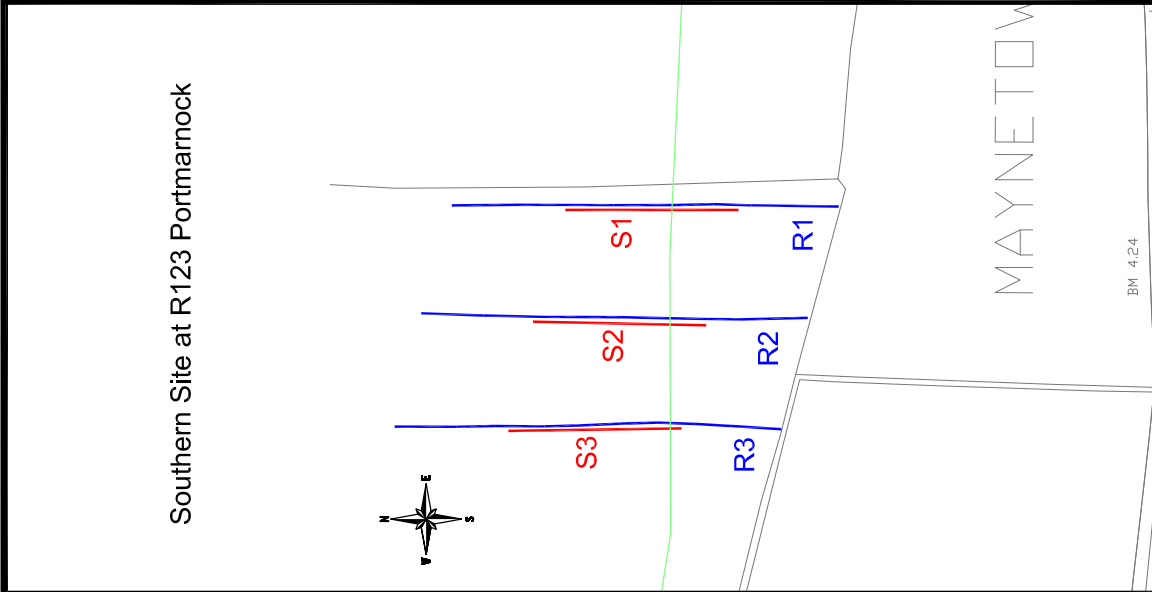 Southern Site at R123 Portmarnock
S1
R1
S2
R2
S3
R3
N
E
S
W
MAYNETOW
BM 4.24